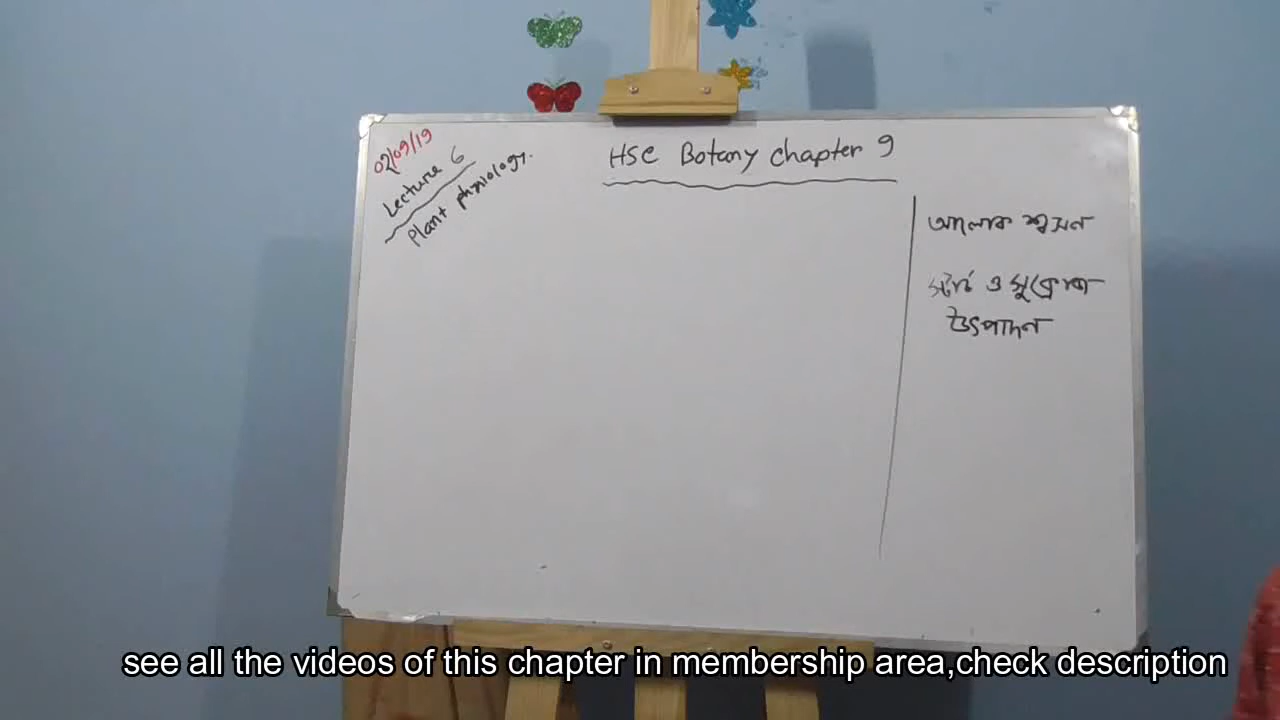 02/09/19
Lecture 6
Plant physiology.
HSC Botany chapter 9
আলোক শ্বসন
স্টার্চ ও সুক্রোজ
উৎপাদন
see all the videos of this chapter in membership area,check description